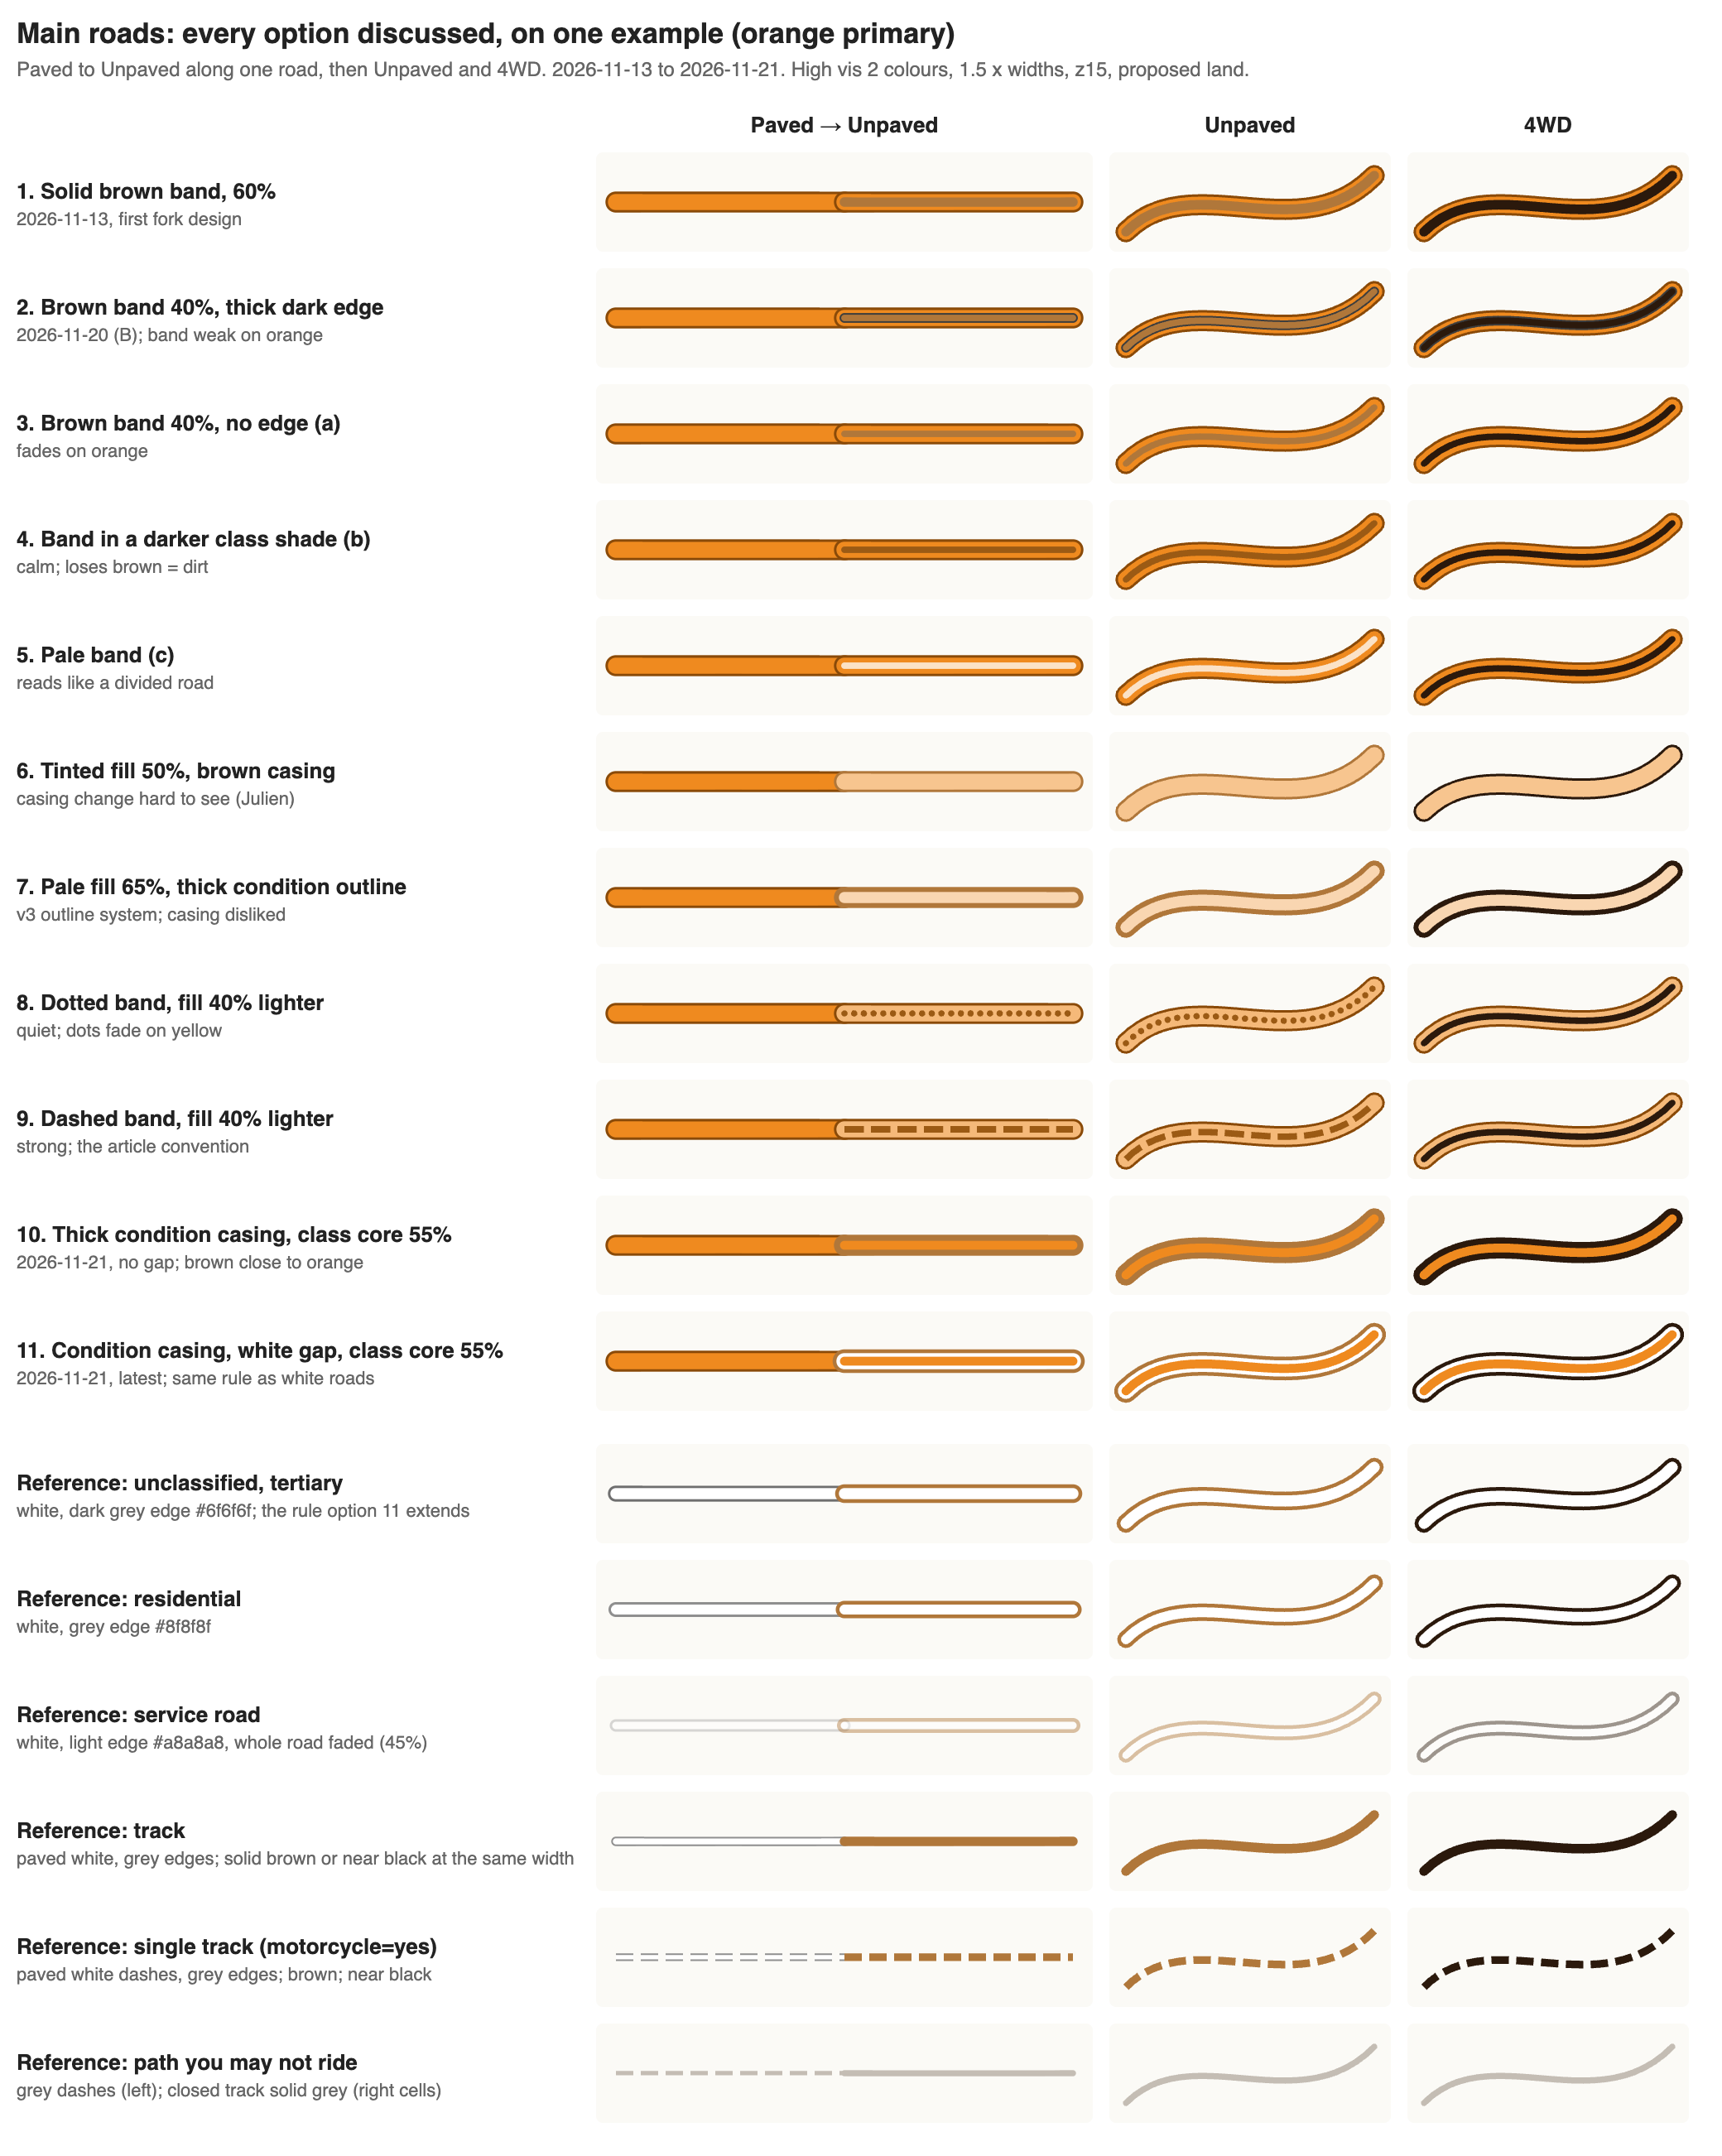 Main roads: every option discussed, on one example (orange primary)
Paved to Unpaved along one road, then Unpaved and 4WD. 2026-11-13 to 2026-11-21. High vis 2 colours, 1.5 x widths, z15, proposed land.
Paved → Unpaved
Unpaved
4WD
1. Solid brown band, 60%
2026-11-13, first fork design
2. Brown band 40%, thick dark edge
2026-11-20 (B); band weak on orange
3. Brown band 40%, no edge (a)
fades on orange
4. Band in a darker class shade (b)
calm; loses brown = dirt
5. Pale band (c)
reads like a divided road
6. Tinted fill 50%, brown casing
casing change hard to see (Julien)
7. Pale fill 65%, thick condition outline
v3 outline system; casing disliked
8. Dotted band, fill 40% lighter
quiet; dots fade on yellow
9. Dashed band, fill 40% lighter
strong; the article convention
10. Thick condition casing, class core 55%
2026-11-21, no gap; brown close to orange
11. Condition casing, white gap, class core 55%
2026-11-21, latest; same rule as white roads
Reference: unclassified, tertiary
white, dark grey edge #6f6f6f; the rule option 11 extends
Reference: residential
white, grey edge #8f8f8f
Reference: service road
white, light edge #a8a8a8, whole road faded (45%)
Reference: track
paved white, grey edges; solid brown or near black at the same width
Reference: single track (motorcycle=yes)
paved white dashes, grey edges; brown; near black
Reference: path you may not ride
grey dashes (left); closed track solid grey (right cells)